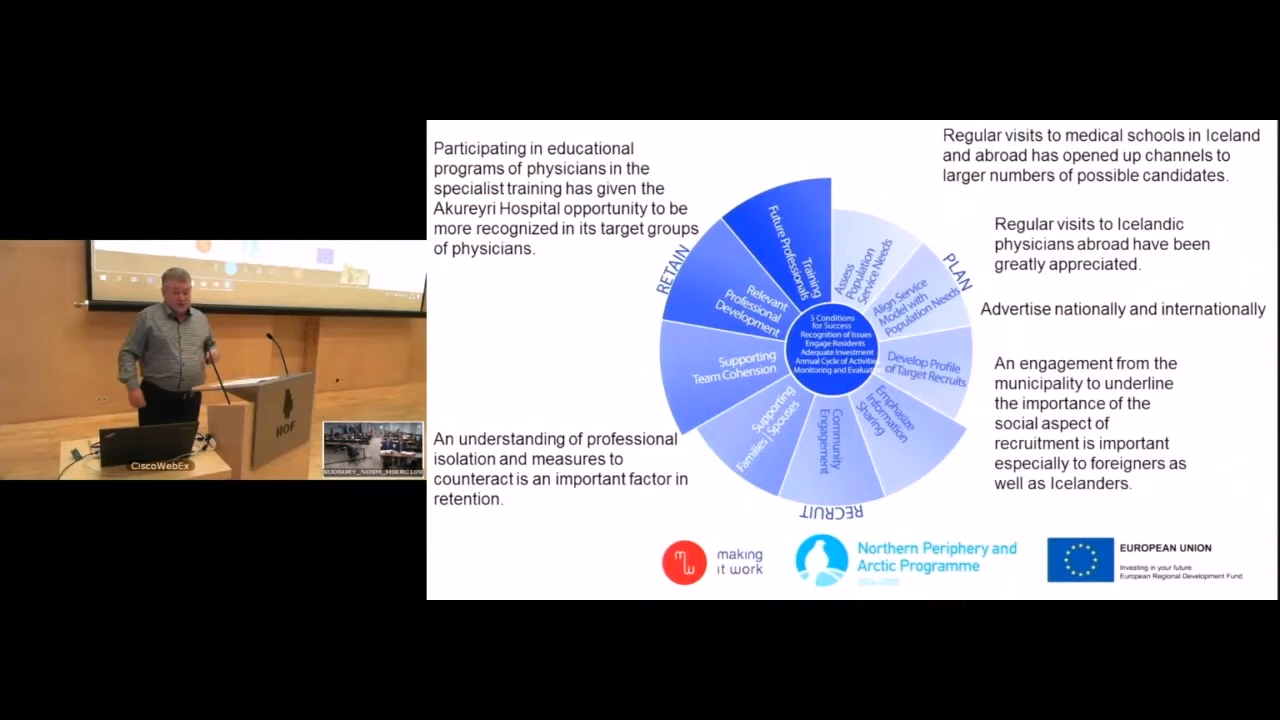 Participating in educational
programs of physicians in the
specialist training has given the
Akureyri Hospital opportunity to be
more recognized in its target groups
of physicians.
An understanding of professional
isolation and measures to
counteract is an important factor in
retention.
RETAIN
Future Professionals
Training
Relevant
Professional
Development
Supporting
Team Cohension
Supporting
Families | Spouses
Community
Engagement
RECRUIT
Emphasize
Information
Sharing
Develop Profile
of Target Recruits
Align Service
Model with
Population Needs
PLAN
Assess
Population
Service Needs
5 Conditions
for Success
Recognition of Issues
Engage Residents
Adequate Investment
Annual Cycle of Activities
Monitoring and Evaluat
Regular visits to medical schools in Iceland
and abroad has opened up channels to
larger numbers of possible candidates.
Regular visits to Icelandic
physicians abroad have been
greatly appreciated.
Advertise nationally and internationally
An engagement from the
municipality to underline
the importance of the
social aspect of
recruitment is important
especially to foreigners as
well as Icelanders.
making
it work
Northern Periphery and
Arctic Programme
2014–2020
EUROPEAN UNION
Investing in your future
European Regional Development Fund
HOF
CiscoWebEx
SUDBURY_NOSM_HSERC109